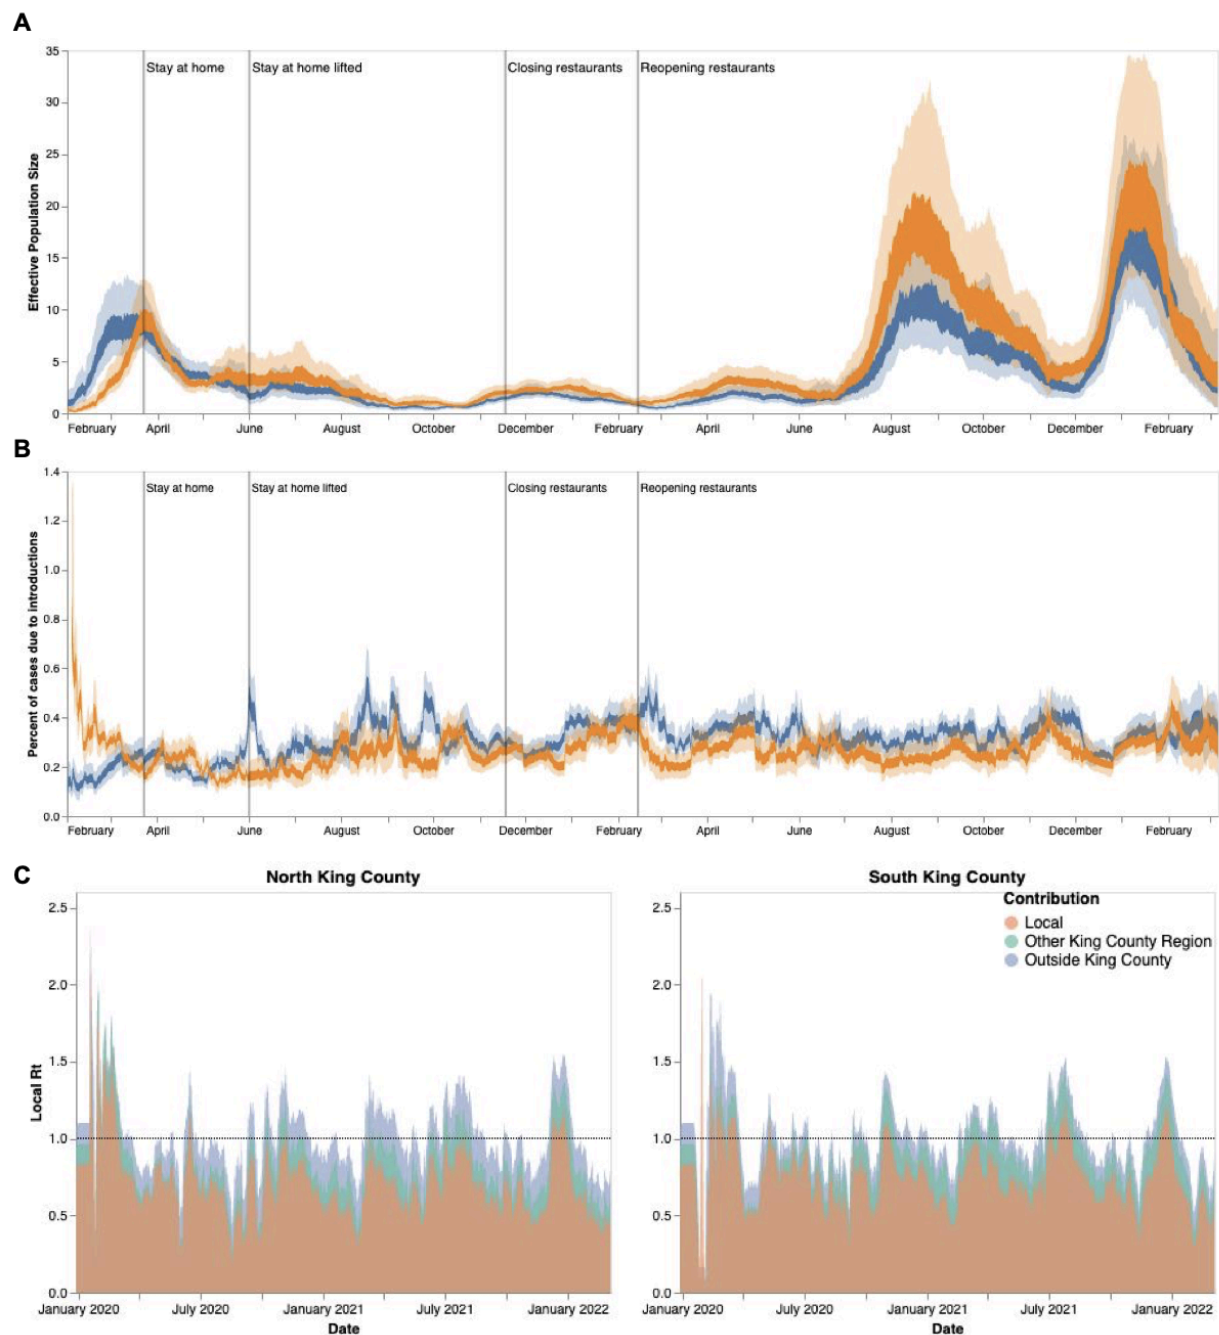 A
Stay at home
Stay at home lifted
Closing restaurants
Reopening restaurants
Effective Population Size
35
30
25
20
15
10
5
0
February
April
June
August
October
December
February
April
June
August
October
December
February
B
Stay at home
Stay at home lifted
Closing restaurants
Reopening restaurants
Percent of cases due to introductions
1.4
1.2
1.0
0.8
0.6
0.4
0.2
0.0
February
April
June
August
October
December
February
April
June
August
October
December
February
C
North King County
Local Rt
2.5
2.0
1.5
1.0
0.5
0.0
January 2020
July 2020
January 2021
July 2021
January 2022
Date
South King County
Contribution
Local
Other King County Region
Outside King County
2.5
2.0
1.5
1.0
0.5
0.0
January 2020
July 2020
January 2021
July 2021
January 2022
Date